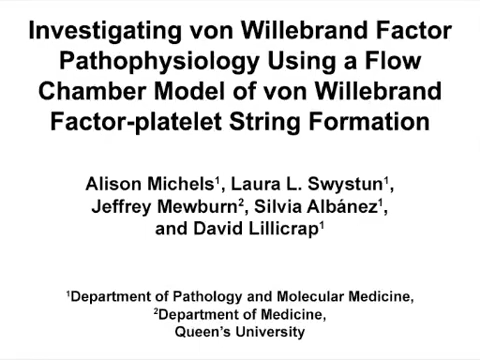 Investigating von Willebrand Factor
Pathophysiology Using a Flow
Chamber Model of von Willebrand
Factor-platelet String Formation
Alison Michels¹, Laura L. Swystun¹,
Jeffrey Mewburn², Silvia Albánez¹,
and David Lillicrap¹
¹Department of Pathology and Molecular Medicine,
²Department of Medicine,
Queen's University